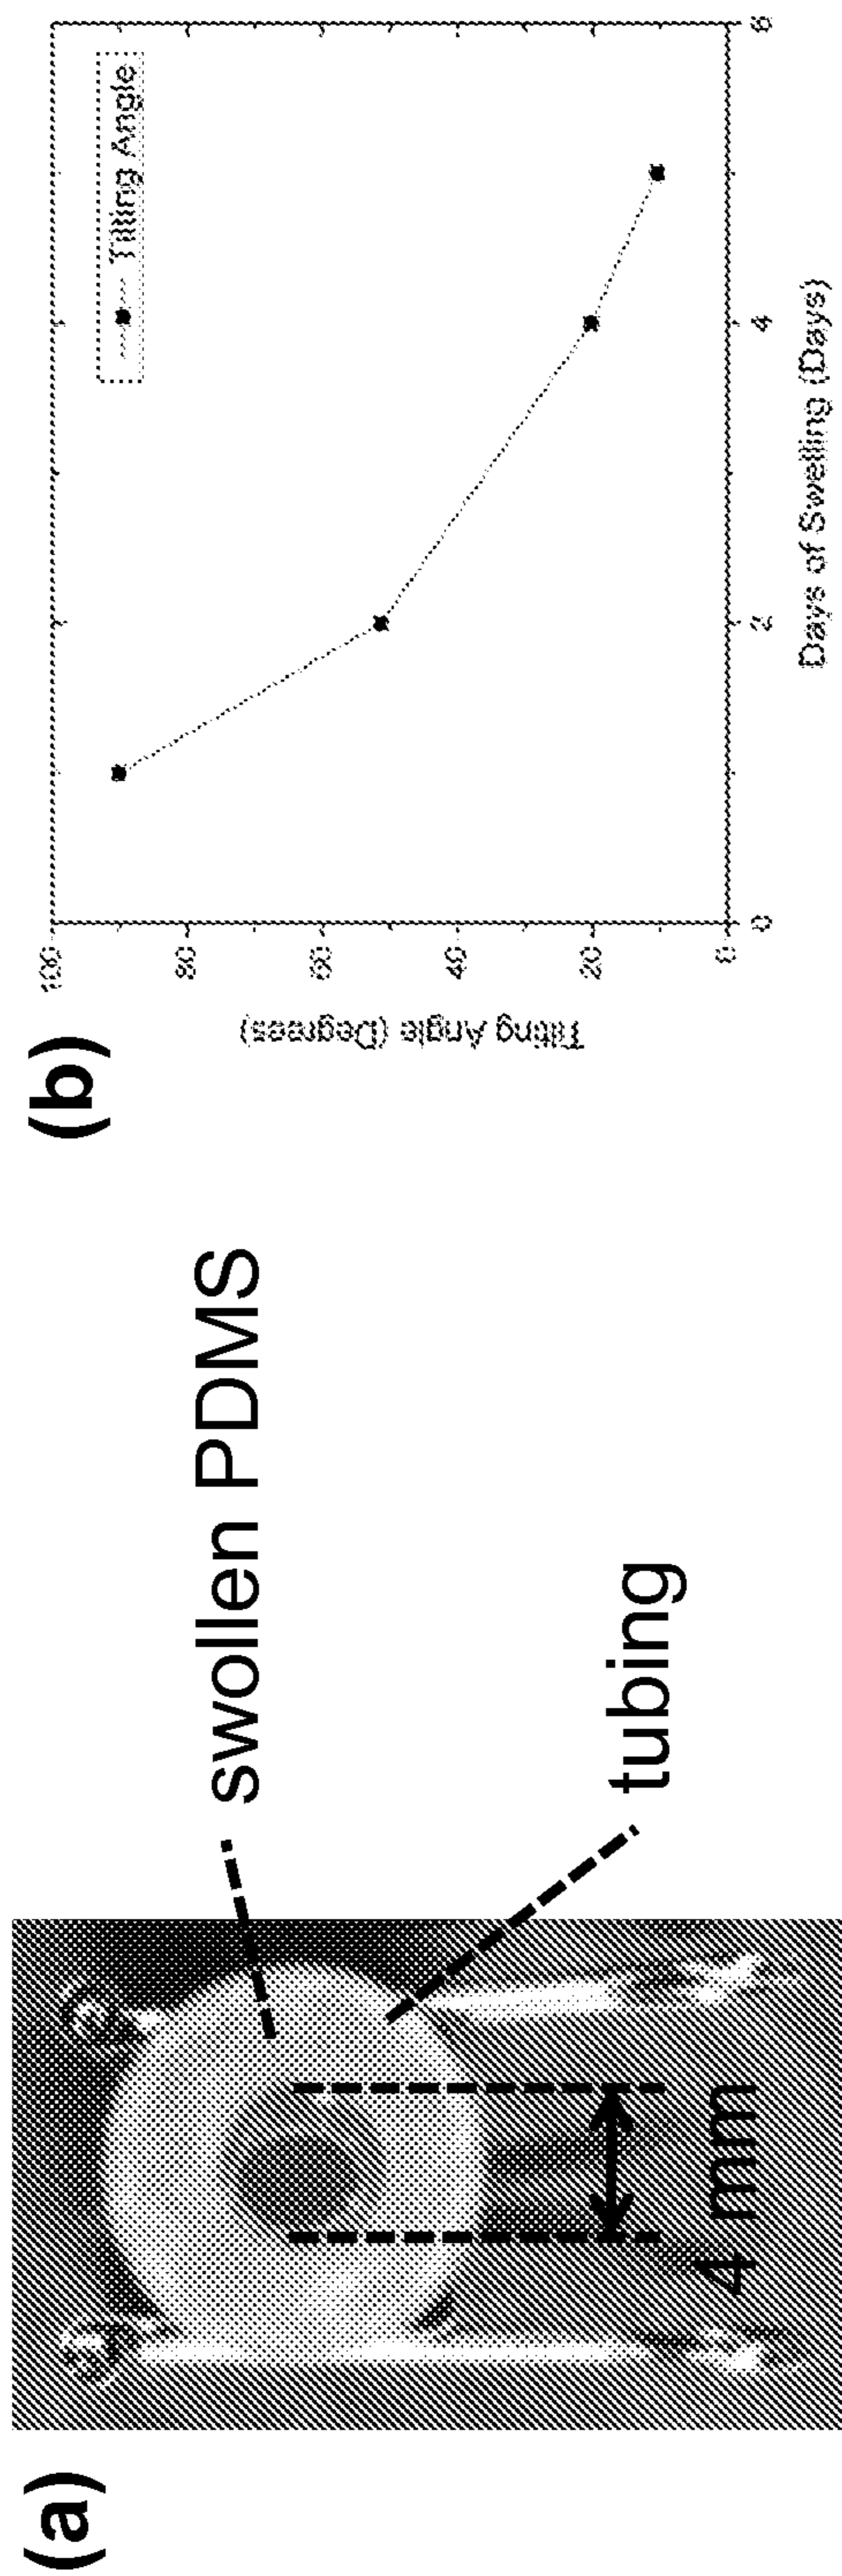 (a)
swollen PDMS
tubing
4 mm
(b)
Tilting Angle (Degrees)
100
80
60
40
20
0
Tilting Angle
0
2
4
6
Days of Swelling (Days)